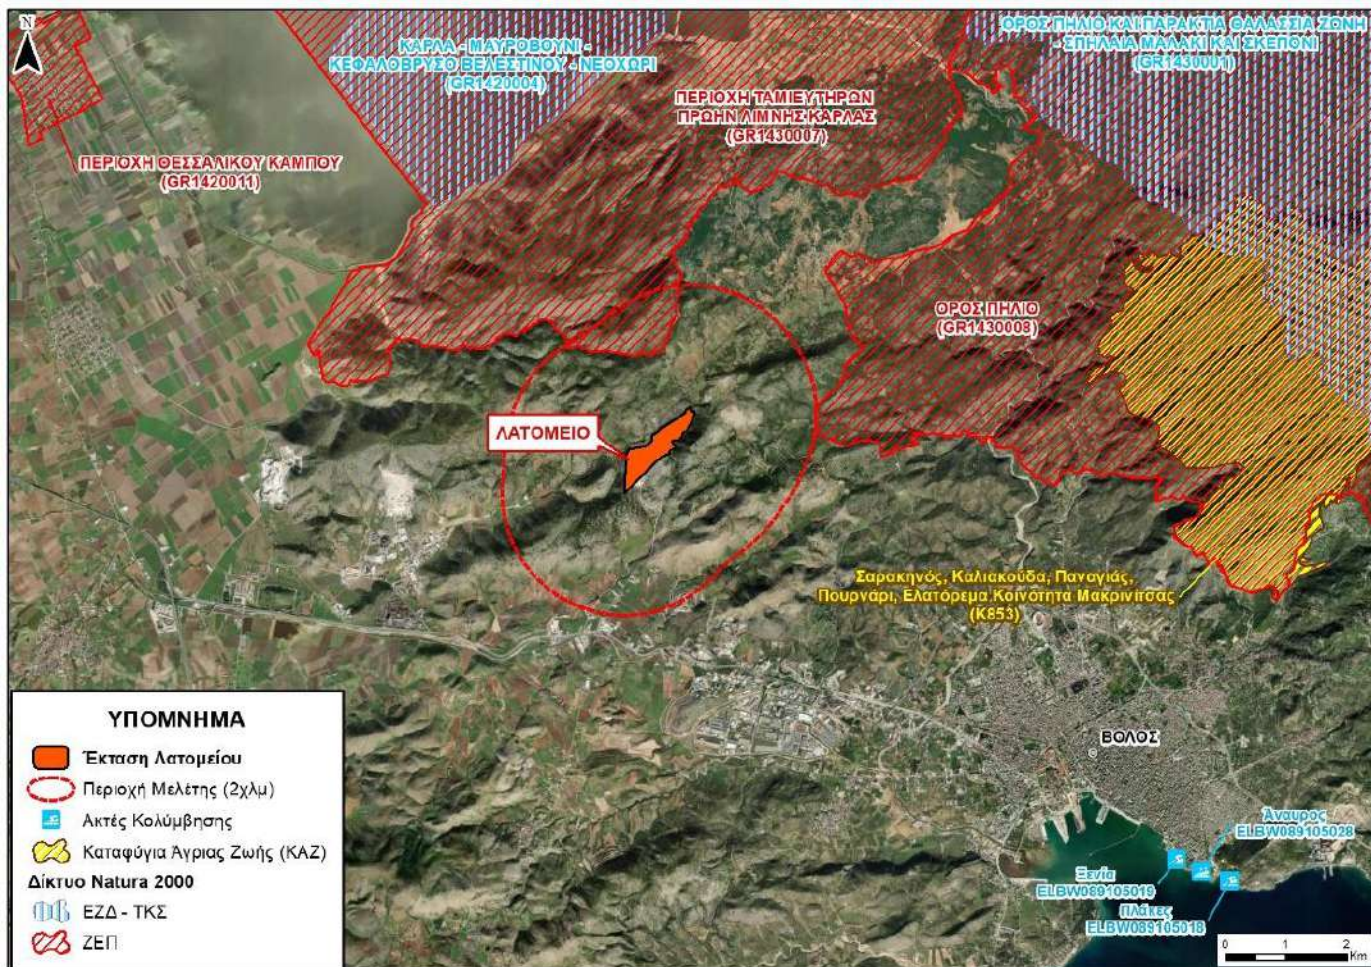 N
ΚΑΡΛΑ - ΜΑΥΡΟΒΟΥΝΙ -
ΚΕΦΑΛΟΒΡΥΣΟ ΒΕΛΕΣΤΙΝΟΥ - ΝΕΟΧΩΡΙ
(GR1420004)
ΟΡΟΣ ΠΗΛΙΟ ΚΑΙ ΠΑΡΑΚΤΙΑ ΘΑΛΑΣΣΙΑ ΖΩΝΗ
- ΣΠΗΛΑΙΑ ΜΑΛΑΚΙ ΚΑΙ ΣΚΕΠΟΝΙ
(GR1430001)
ΠΕΡΙΟΧΗ ΤΑΜΙΕΥΤΗΡΩΝ
ΠΡΩΗΝ ΛΙΜΝΗΣ ΚΑΡΛΑΣ
(GR1430007)
ΠΕΡΙΟΧΗ ΘΕΣΣΑΛΙΚΟΥ ΚΑΜΠΟΥ
(GR1420011)
ΟΡΟΣ ΠΗΛΙΟ
(GR1430008)
ΛΑΤΟΜΕΙΟ
Σαρακηνός, Καλιακούδα, Παναγιάς,
Πουρνάρι, Ελατόρεμα Κοινότητα Μακρινίτσας
(Κ853)
ΒΟΛΟΣ
Άναυρος
ELBW089105028
Ξενία
ELBW089105019
Πλάκες
ELBW089105018
ΥΠΟΜΝΗΜΑ
Έκταση Λατομείου
Περιοχή Μελέτης (2χλμ)
Ακτές Κολύμβησης
Καταφύγια Άγριας Ζωής (ΚΑΖ)
Δίκτυο Natura 2000
ΕΖΔ - ΤΚΣ
ΖΕΠ
0 1 2
Km